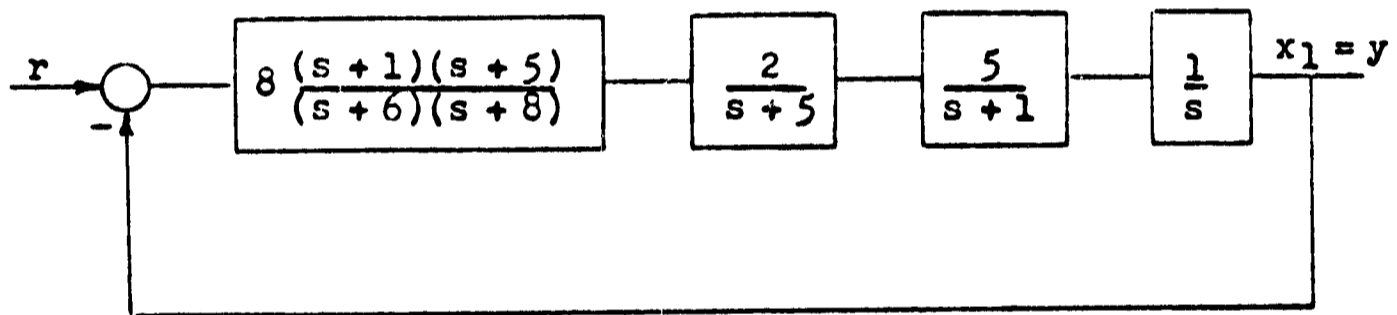 r
-
8 (s + 1)(s + 5)
(s + 6)(s + 8)
2
s + 5
5
s + 1
1
s
x1 = y